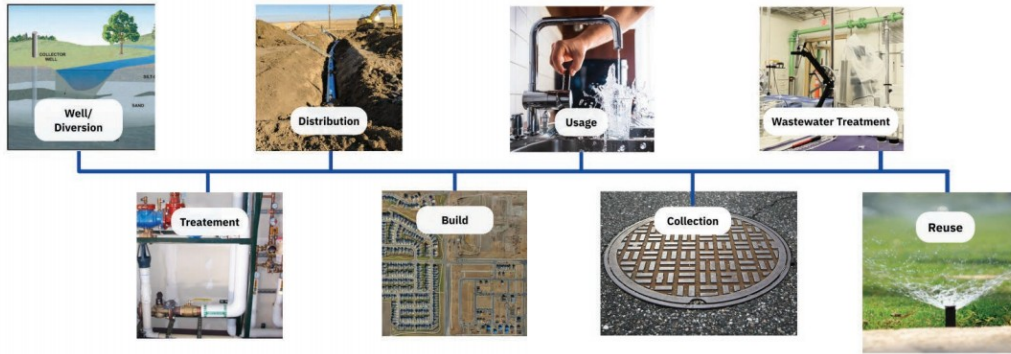 COLLECTOR
WELL
SAND
Well/
Diversion
Distribution
Usage
Wastewater Treatment
Treatement
Build
Collection
Reuse